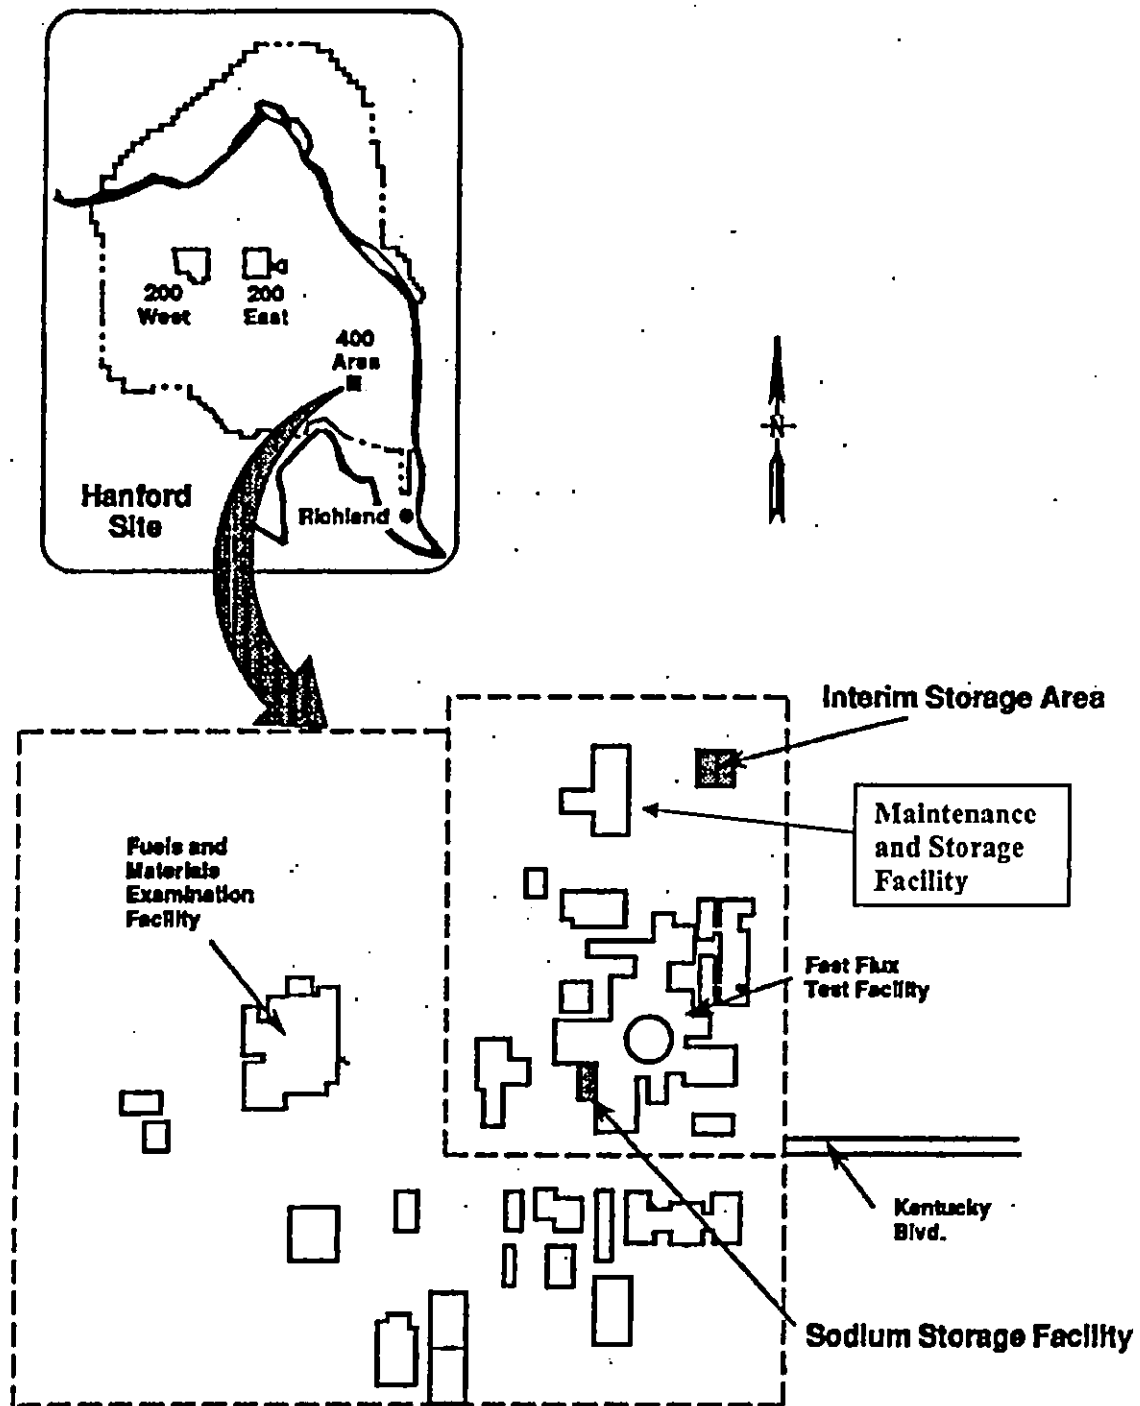 200
West
200
East
400
Area
Hanford
Site
Richland
N
Interim Storage Area
Maintenance
and Storage
Facility
Fuels and
Materials
Examination
Facility
Fast Flux
Test Facility
Kentucky
Blvd.
Sodium Storage Facility